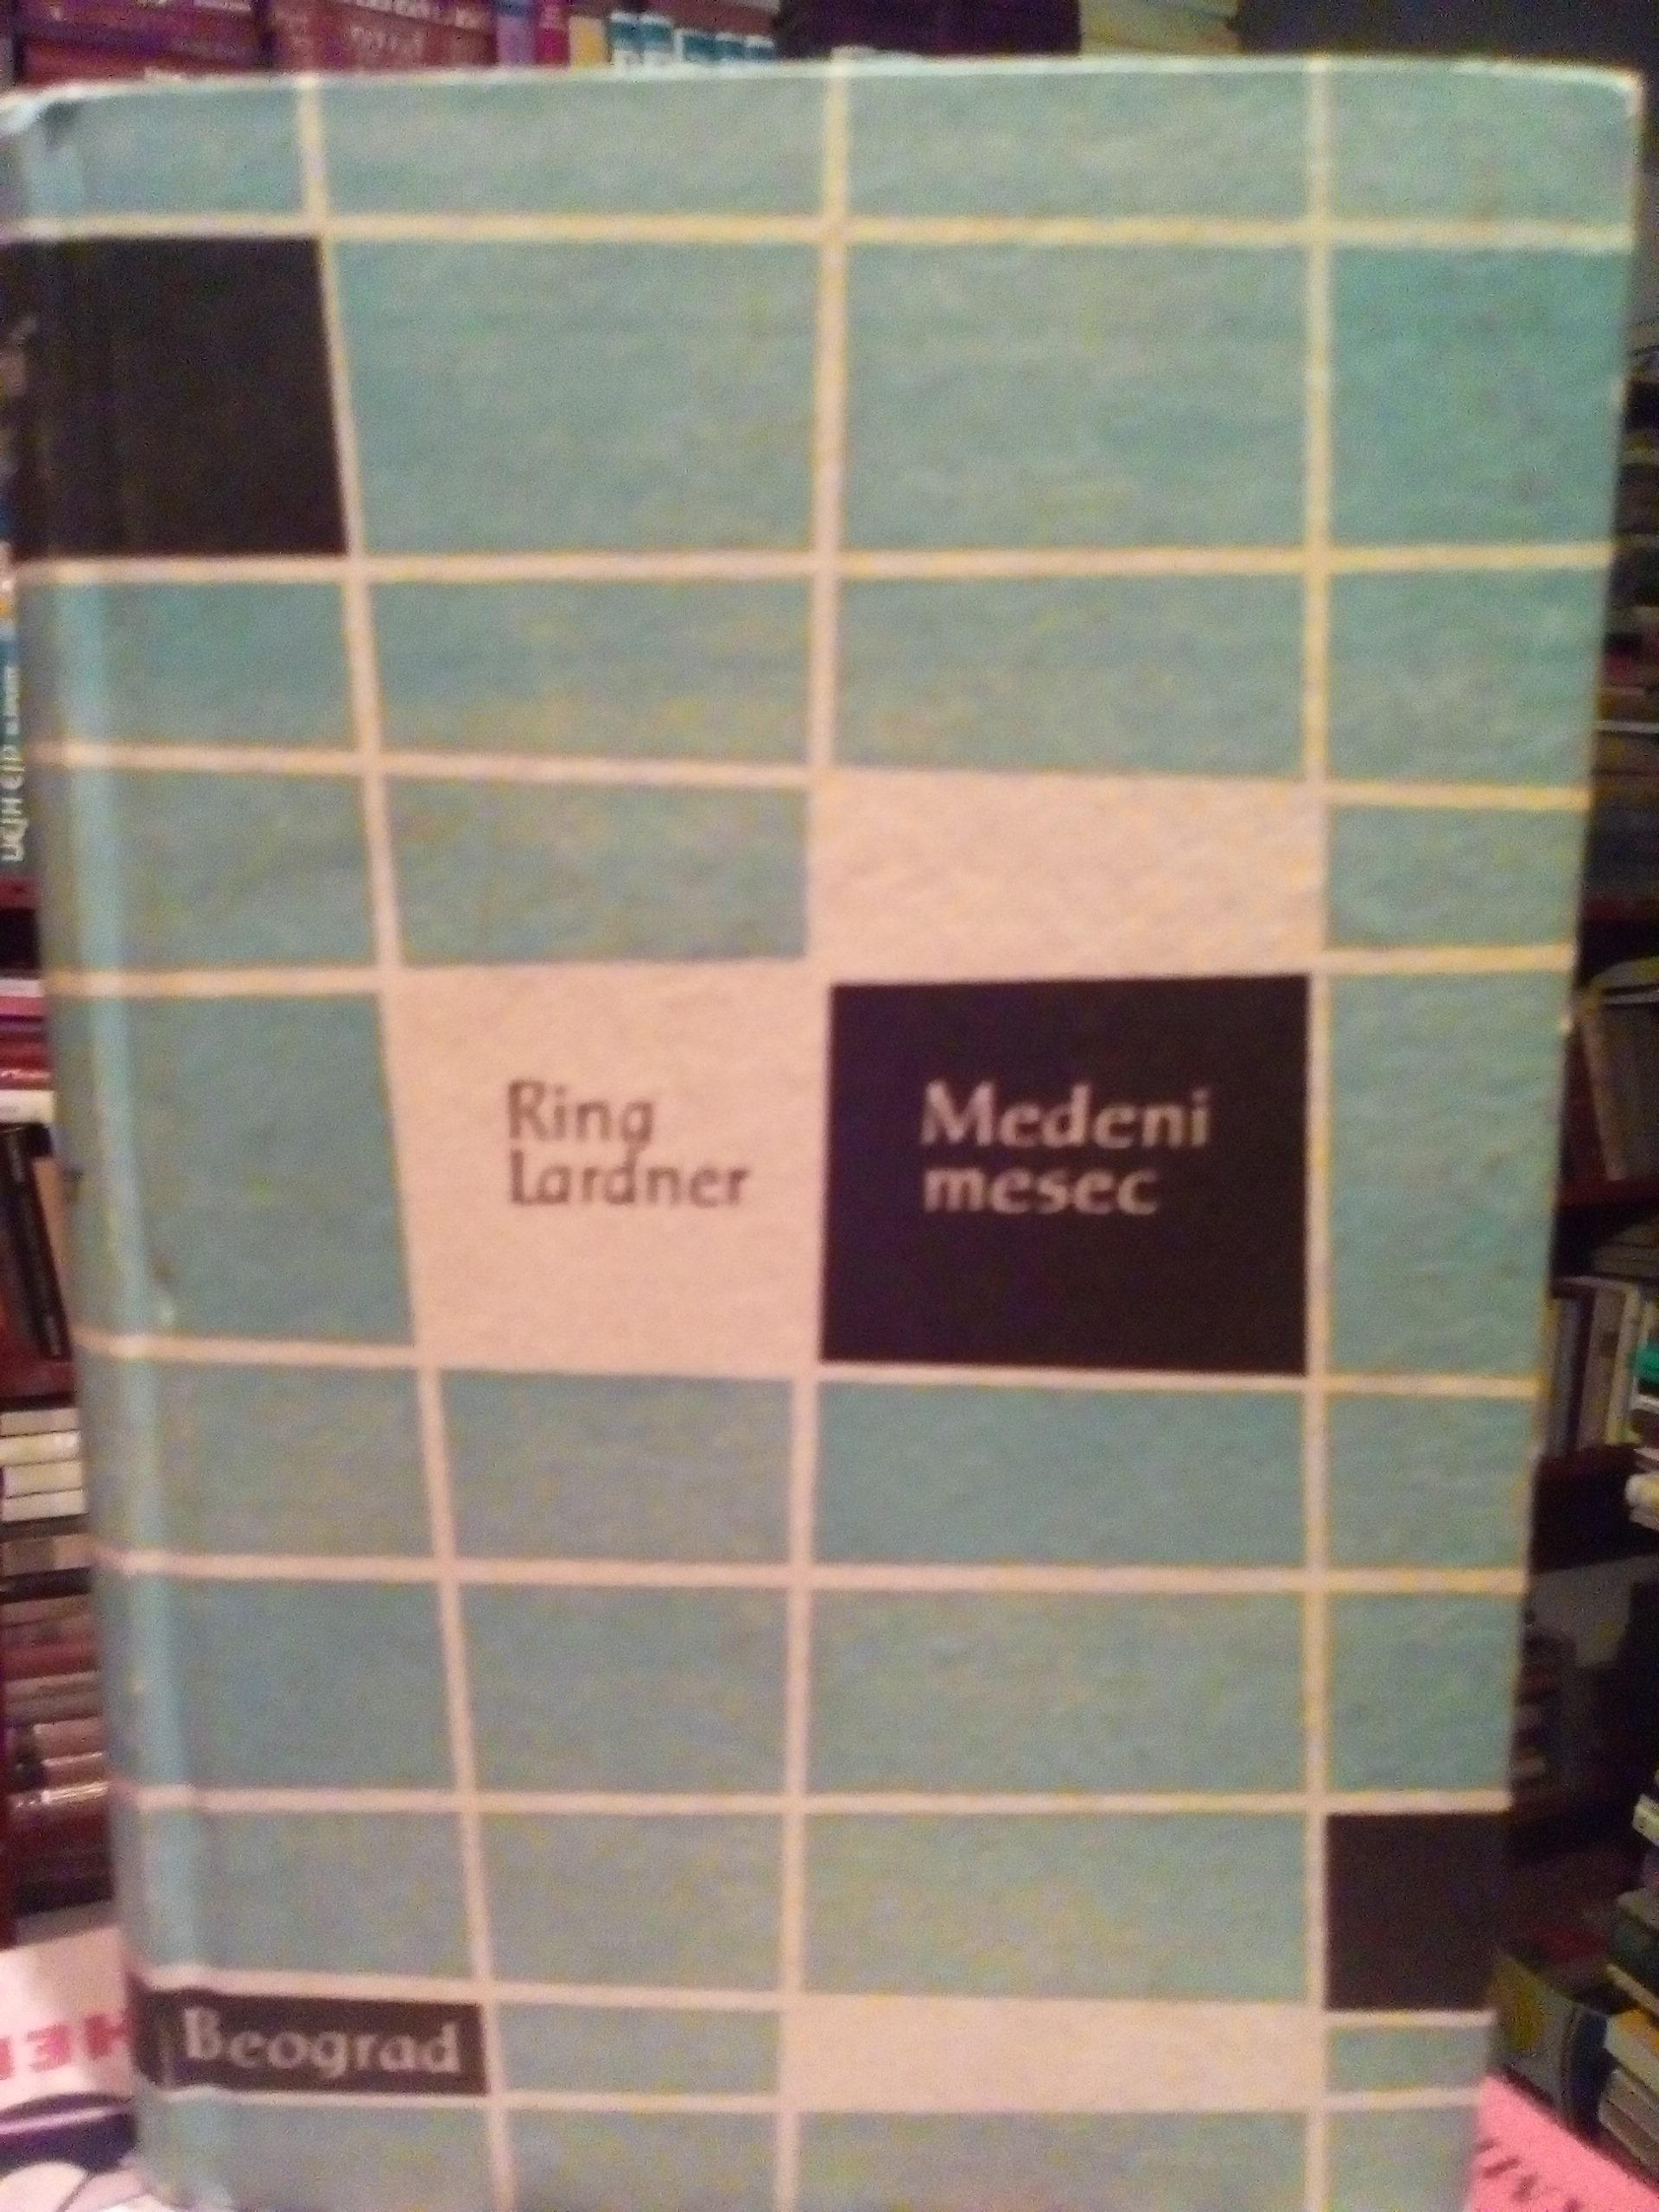 Ring
Lardner
Medeni
mesec
Beograd